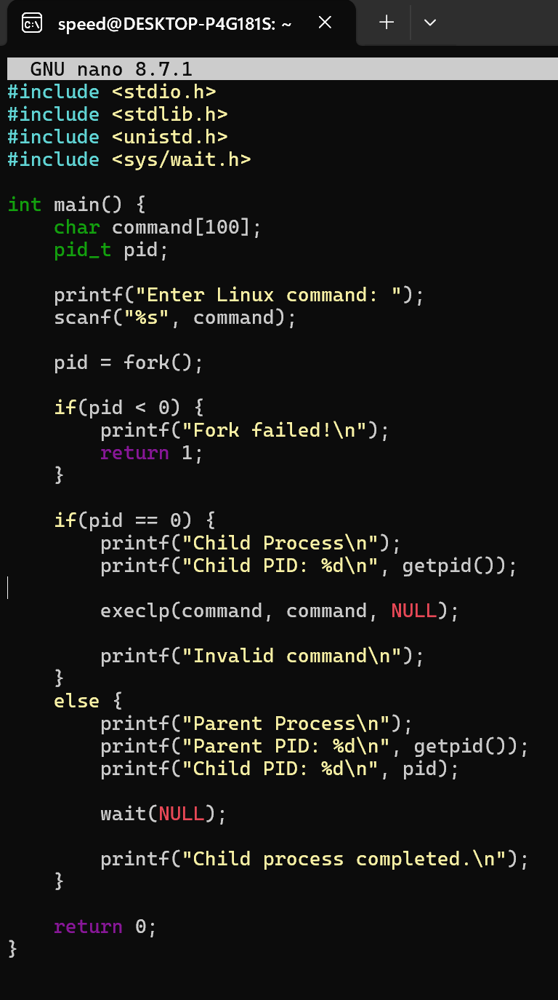 speed@DESKTOP-P4G181S: ~
GNU nano 8.7.1
#include <stdio.h>
#include <stdlib.h>
#include <unistd.h>
#include <sys/wait.h>

int main() {
    char command[100];
    pid_t pid;

    printf("Enter Linux command: ");
    scanf("%s", command);

    pid = fork();

    if(pid < 0) {
        printf("Fork failed!\n");
        return 1;
    }

    if(pid == 0) {
        printf("Child Process\n");
        printf("Child PID: %d\n", getpid());

        execlp(command, command, NULL);

        printf("Invalid command\n");
    }
    else {
        printf("Parent Process\n");
        printf("Parent PID: %d\n", getpid());
        printf("Child PID: %d\n", pid);

        wait(NULL);

        printf("Child process completed.\n");
    }

    return 0;
}